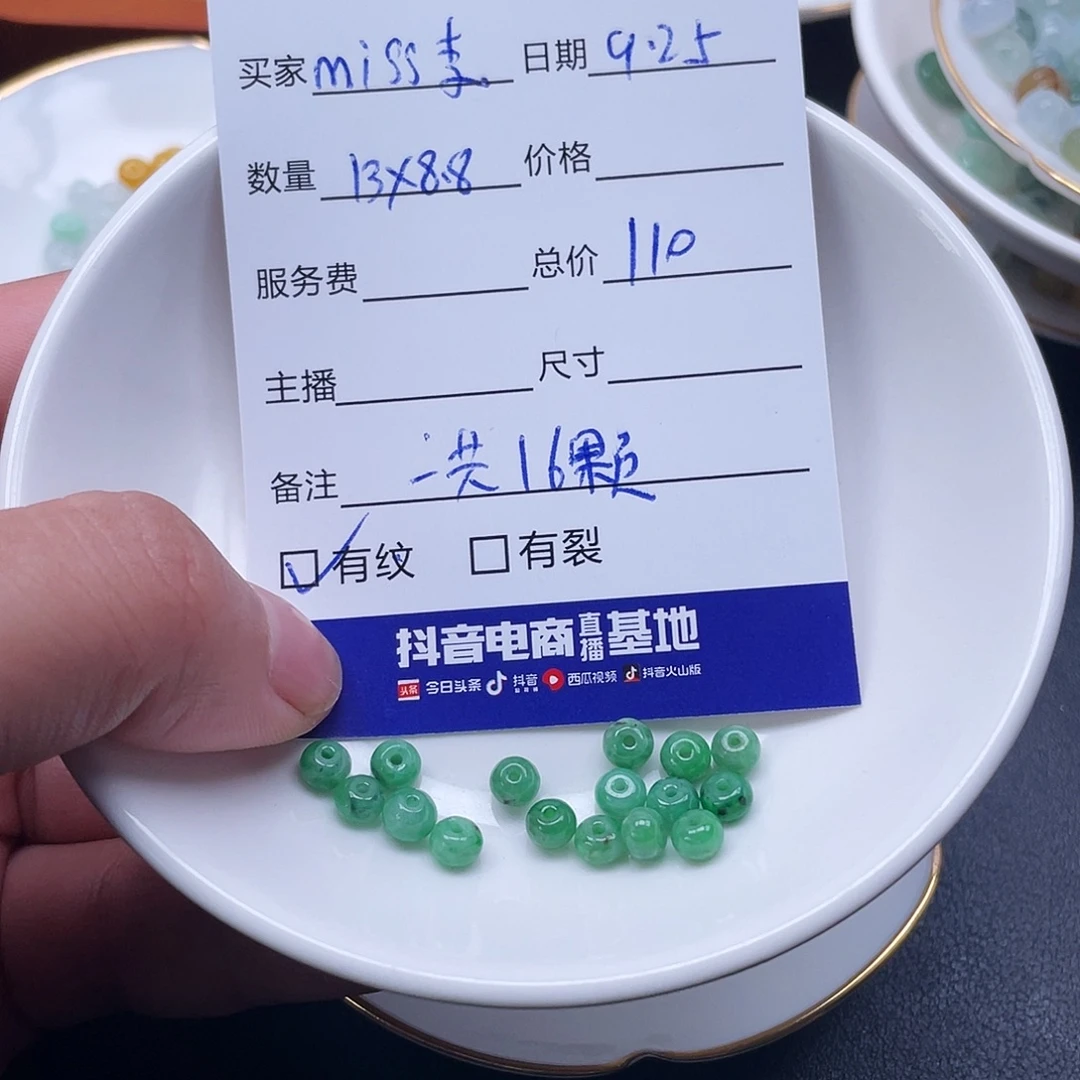 买家 miss李 日期 9.25
数量 13×8.8 价格
服务费 总价 110
主播 尺寸
备注 一共16颗
☑有纹 □有裂
抖音电商直播基地
头条 今日头条 抖音 西瓜视频 抖音火山版